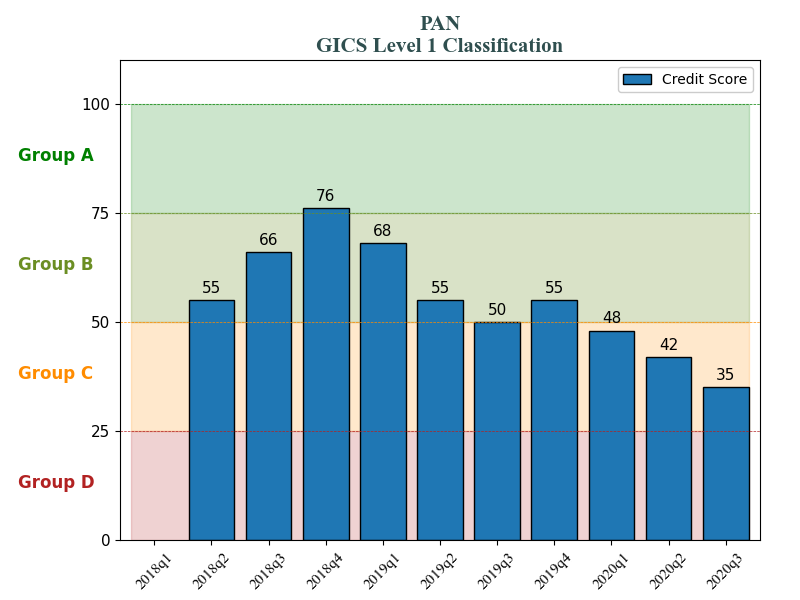 PAN
GICS Level 1 Classification
Credit Score
100
Group A
76
75
68
66
Group B
55
55
55
50
50
48
42
Group C
35
25
Group D
0
2018q1 2018q2 2018q3 2018q4 2019q1 2019q2 2019q3 2019q4 2020q1 2020q2 2020q3